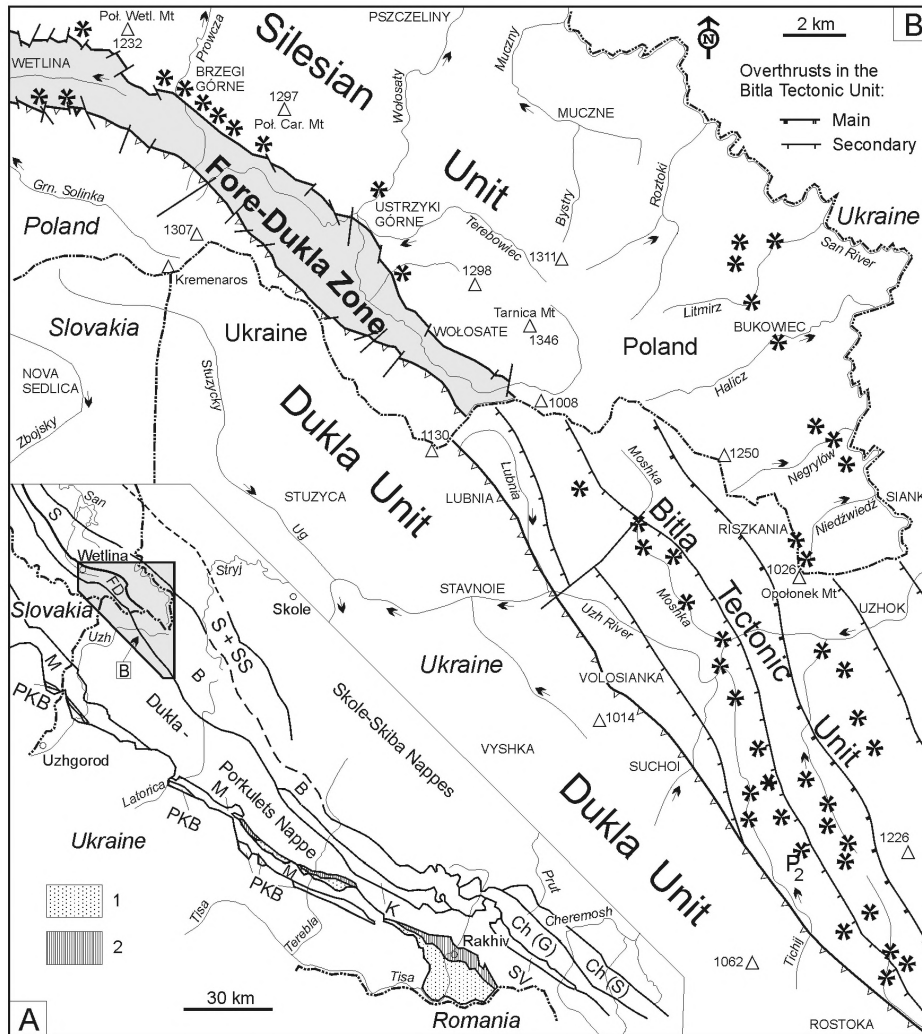 Poł. Wetl. Mt
1232
Prowcza
PSZCZELINY
Muczny
N
2 km
B
WETLINA
BRZEGI
GÓRNE
Silesian
Wołosaty
Overthrusts in the
Bitla Tectonic Unit:
Main
Secondary
1297
Poł. Car. Mt
MUCZNE
Fore-Dukla Zone
Unit
Roztoki
Bystry
Ukraine
Grn. Solinka
USTRZYKI
GÓRNE
Terebowiec
San River
Poland
1307
1311
Kremenaros
1298
Litmirz
BUKOWIEC
Slovakia
Ukraine
Tarnica Mt
1346
WOŁOSATE
Poland
NOVA
SEDLICA
Stuzycky
Halicz
Zbojsky
1008
Dukla Unit
1130
Lubnia
Moshka
1250
Negrylów
SIANK
LUBNIA
STUZYCA
Bitla
RISZKANIA
Niedźwiedź
Ug
1026
Opołonek Mt
STAVNOIE
Moshka
Tectonic
UZHOK
Uzh River
Ukraine
VOLOSIANKA
1014
Unit
VYSHKA
SUCHOI
Dukla Unit
1226
P2
1062
Tichij
ROSTOKA
S
San
Wetlina
FD
Stryj
Skole
Slovakia
Uzh
S + SS
B
B
M
PKB
Dukla -
Porkulets Nappe
Skole-Skiba Nappes
Uzhgorod
Latorica
M
B
PKB
Ukraine
M
PKB
K
Prut
Cheremosh
Ch (G)
Ch (S)
1
2
Tisa
Terebla
Rakhiv
SV
Tisa
30 km
A
Romania